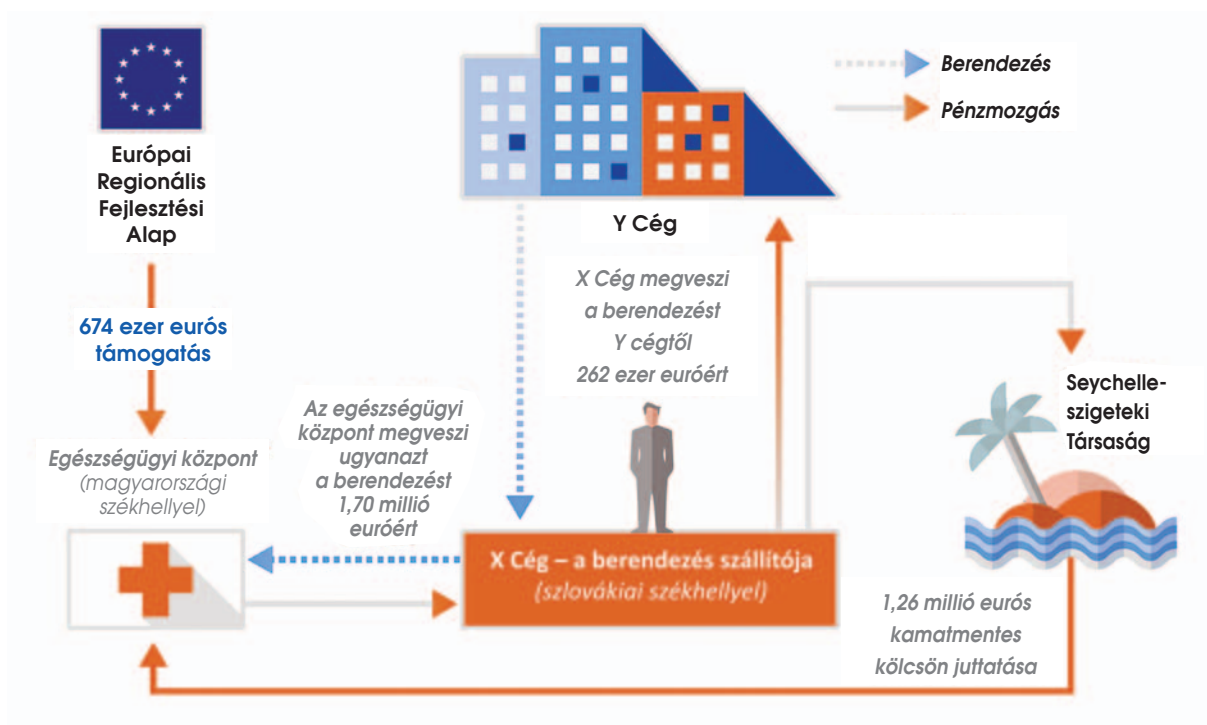 Európai
Regionális
Fejlesztési
Alap
674 ezer eurós
támogatás
Egészségügyi központ
(magyarországi
székhellyel)
Az egészségügyi
központ megveszi
ugyanazt
a berendezést
1,70 millió
euróért
Y Cég
X Cég megveszi
a berendezést
Y cégtől
262 ezer euróért
X Cég – a berendezés szállítója
(szlovákiai székhellyel)
Berendezés
Pénzmozgás
Seychelle-
szigeteki
Társaság
1,26 millió eurós
kamatmentes
kölcsön juttatása